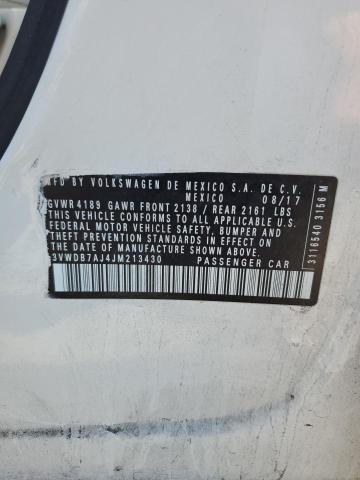 MFD BY VOLKSWAGEN DE MEXICO S.A. DE C.V.
MEXICO 08/17
GVWR 4189 GAWR FRONT 2138 / REAR 2161 LBS
THIS VEHICLE CONFORMS TO ALL APPLICABLE U.S.
FEDERAL MOTOR VEHICLE SAFETY, BUMPER AND
THEFT PREVENTION STANDARDS IN EFFECT ON THE
DATE OF MANUFACTURE SHOWN ABOVE.
3VWDB7AJ4JM213430 PASSENGER CAR
3116540 3156 M